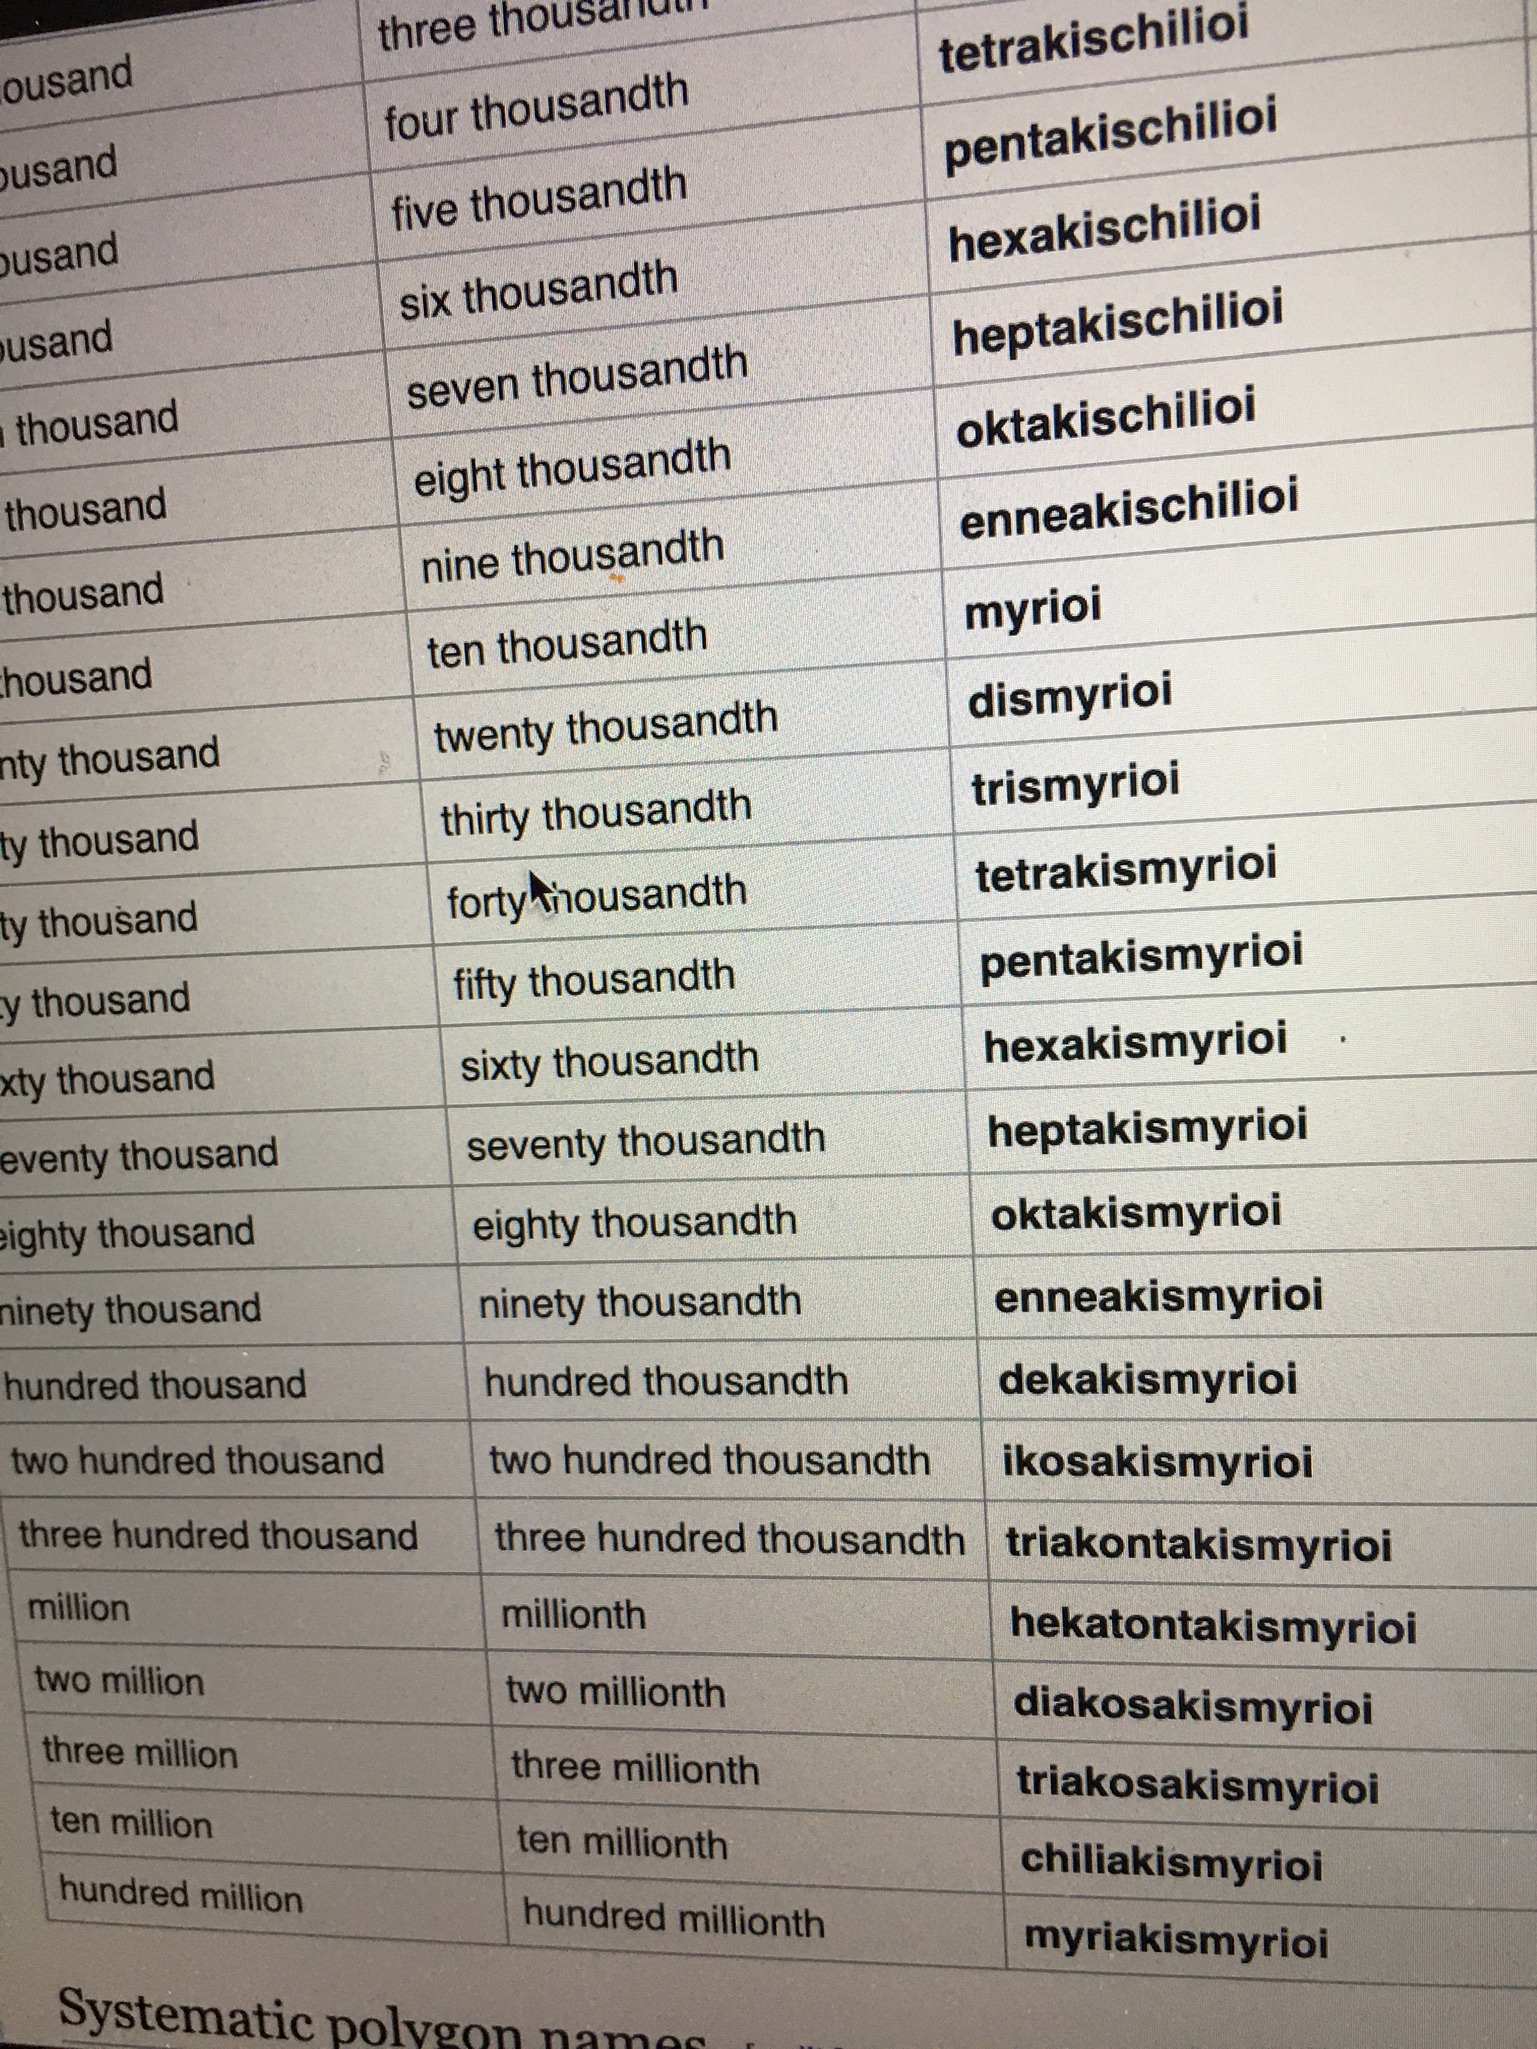 ousand three thousandth
ousand four thousandth tetrakischilioi
ousand five thousandth pentakischilioi
ousand six thousandth hexakischilioi
thousand seven thousandth heptakischilioi
thousand eight thousandth oktakischilioi
thousand nine thousandth enneakischilioi
housand ten thousandth myrioi
nty thousand twenty thousandth dismyrioi
ty thousand thirty thousandth trismyrioi
ty thousand forty thousandth tetrakismyrioi
y thousand fifty thousandth pentakismyrioi
xty thousand sixty thousandth hexakismyrioi
eventy thousand seventy thousandth heptakismyrioi
eighty thousand eighty thousandth oktakismyrioi
ninety thousand ninety thousandth enneakismyrioi
hundred thousand hundred thousandth dekakismyrioi
two hundred thousand two hundred thousandth ikosakismyrioi
three hundred thousand three hundred thousandth triakontakismyrioi
million millionth hekatontakismyrioi
two million two millionth diakosakismyrioi
three million three millionth triakosakismyrioi
ten million ten millionth chiliakismyrioi
hundred million hundred millionth myriakismyrioi
Systematic polygon names